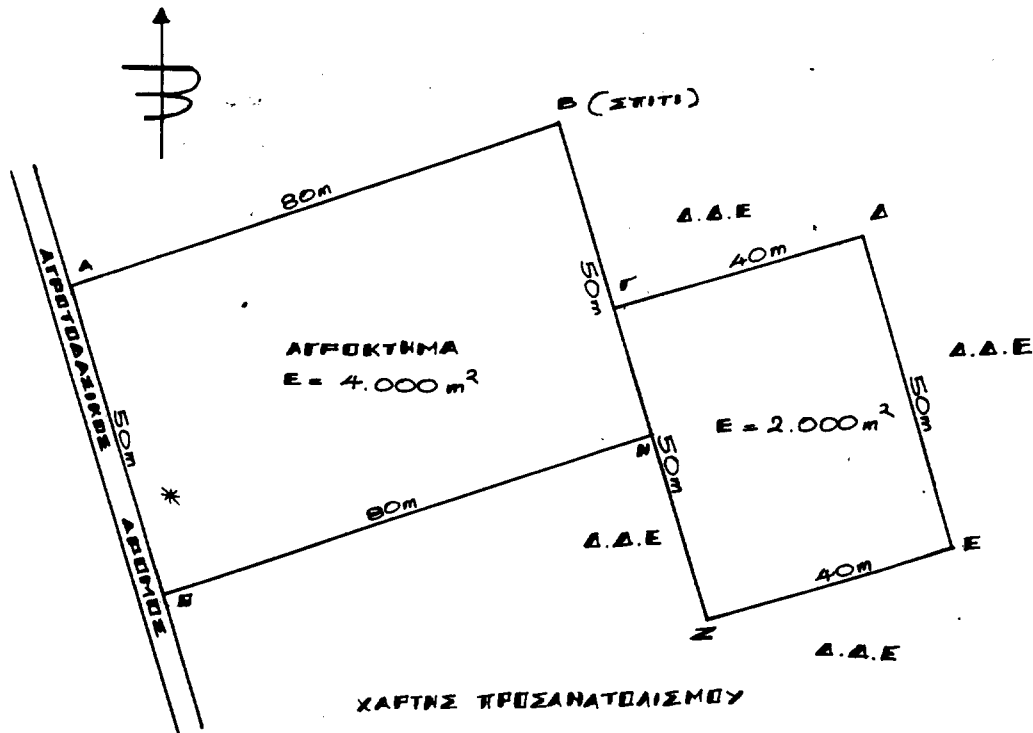 Β (ΣΠΙΤΙ)
80m
Δ.Δ.Ε
Δ
Α
40m
50m
Γ
ΑΓΡΟΤΟΔΑΣΙΚΟΣ ΔΡΟΜΟΣ
ΑΓΡΟΚΤΗΜΑ
Ε = 4.000 m²
Δ.Δ.Ε
50m
50m
Ε = 2.000 m²
Η
50m
*
80m
Δ.Δ.Ε
Ε
Θ
40m
Ζ
Δ.Δ.Ε
ΧΑΡΤΗΣ ΠΡΟΣΑΝΑΤΟΛΙΣΜΟΥ